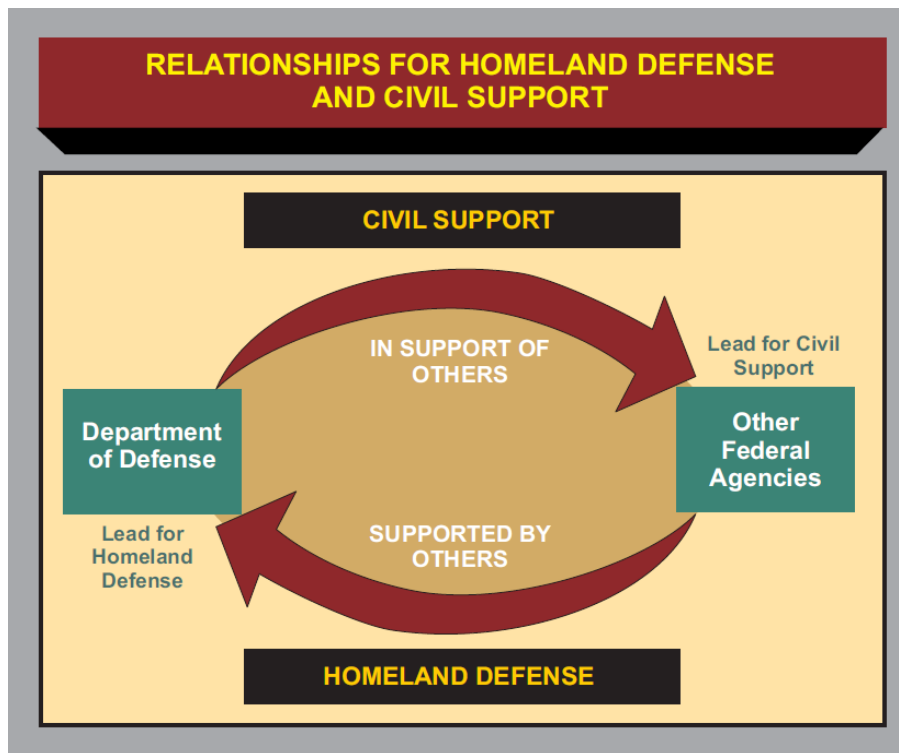 RELATIONSHIPS FOR HOMELAND DEFENSE
AND CIVIL SUPPORT
CIVIL SUPPORT
IN SUPPORT OF
OTHERS
Lead for Civil
Support
Department
of Defense
Other
Federal
Agencies
Lead for
Homeland
Defense
SUPPORTED BY
OTHERS
HOMELAND DEFENSE